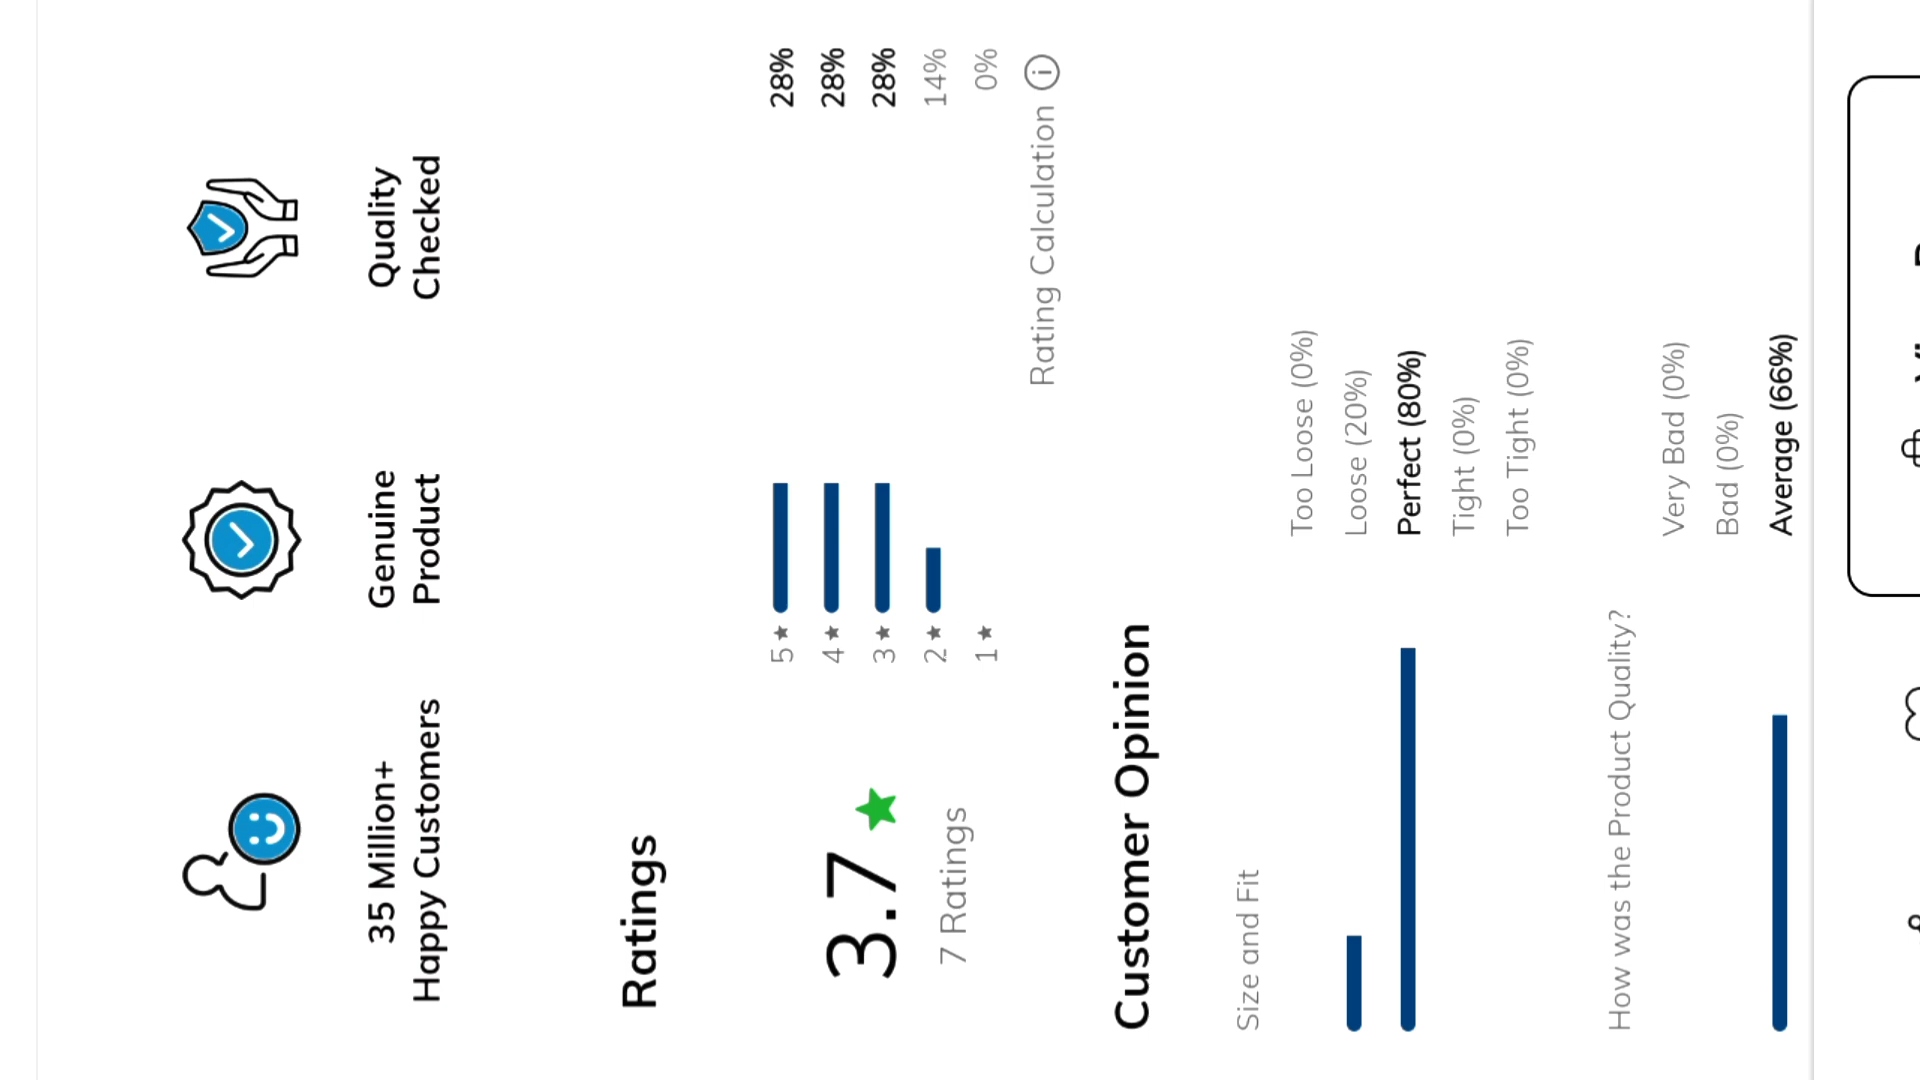 35 Million+
Happy Customers
Genuine
Product
Quality
Checked
Ratings
3.7
7 Ratings
5 28%
4 28%
3 28%
2 14%
1 0%
Rating Calculation
Customer Opinion
Size and Fit
Too Loose (0%)
Loose (20%)
Perfect (80%)
Tight (0%)
Too Tight (0%)
How was the Product Quality?
Very Bad (0%)
Bad (0%)
Average (66%)